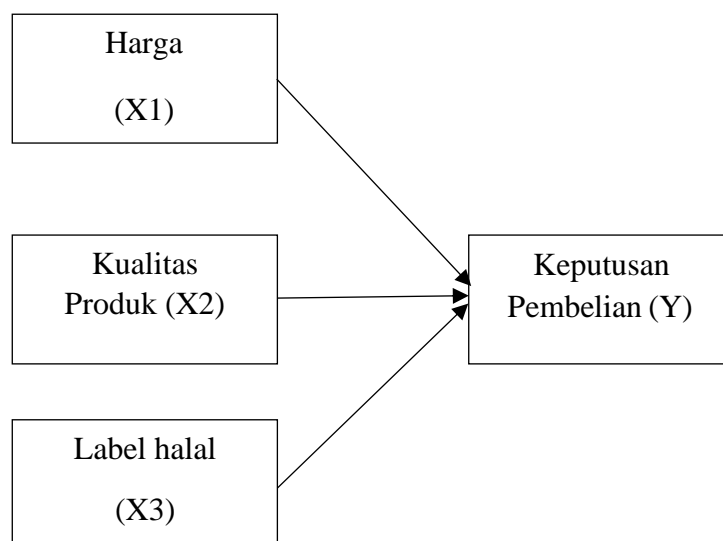 Harga
(X1)
Kualitas
Produk (X2)
Keputusan
Pembelian (Y)
Label halal
(X3)